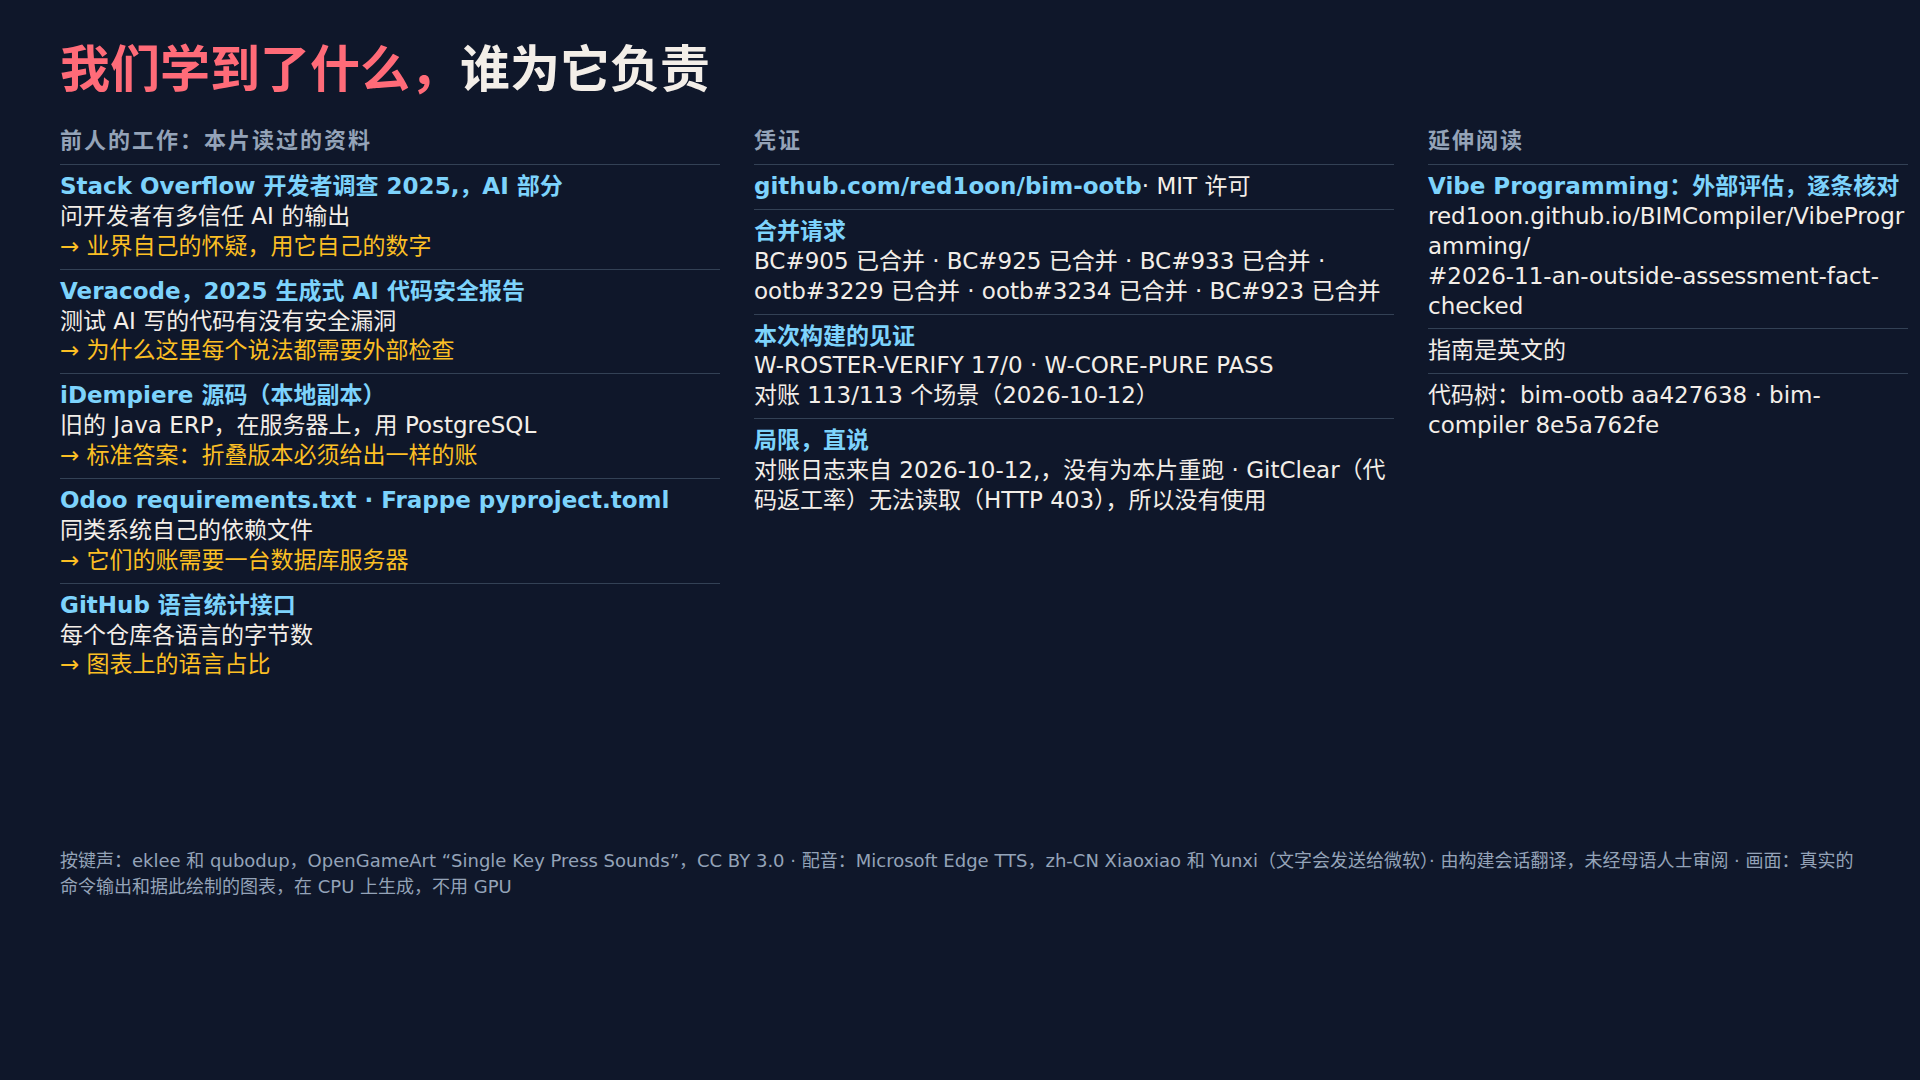 我们学到了什么，谁为它负责
前人的工作：本片读过的资料
Stack Overflow 开发者调查 2025,，AI 部分
问开发者有多信任 AI 的输出
→ 业界自己的怀疑，用它自己的数字
Veracode，2025 生成式 AI 代码安全报告
测试 AI 写的代码有没有安全漏洞
→ 为什么这里每个说法都需要外部检查
iDempiere 源码（本地副本）
旧的 Java ERP，在服务器上，用 PostgreSQL
→ 标准答案：折叠版本必须给出一样的账
Odoo requirements.txt · Frappe pyproject.toml
同类系统自己的依赖文件
→ 它们的账需要一台数据库服务器
GitHub 语言统计接口
每个仓库各语言的字节数
→ 图表上的语言占比
凭证
github.com/red1oon/bim-ootb· MIT 许可
合并请求
BC#905 已合并 · BC#925 已合并 · BC#933 已合并 ·
ootb#3229 已合并 · ootb#3234 已合并 · BC#923 已合并
本次构建的见证
W-ROSTER-VERIFY 17/0 · W-CORE-PURE PASS
对账 113/113 个场景（2026-10-12）
局限，直说
对账日志来自 2026-10-12,，没有为本片重跑 · GitClear（代
码返工率）无法读取（HTTP 403），所以没有使用
延伸阅读
Vibe Programming：外部评估，逐条核对
red1oon.github.io/BIMCompiler/VibeProgr
amming/
#2026-11-an-outside-assessment-fact-
checked
指南是英文的
代码树：bim-ootb aa427638 · bim-
compiler 8e5a762fe
按键声：eklee 和 qubodup，OpenGameArt “Single Key Press Sounds”，CC BY 3.0 · 配音：Microsoft Edge TTS，zh-CN Xiaoxiao 和 Yunxi（文字会发送给微软）· 由构建会话翻译，未经母语人士审阅 · 画面：真实的
命令输出和据此绘制的图表，在 CPU 上生成，不用 GPU